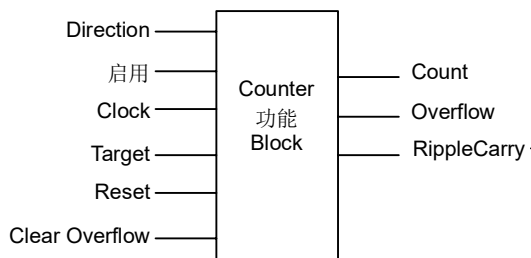 Direction
启用
Clock
Target
Reset
Clear Overflow
Counter
功能
Block
Count
Overflow
RippleCarry